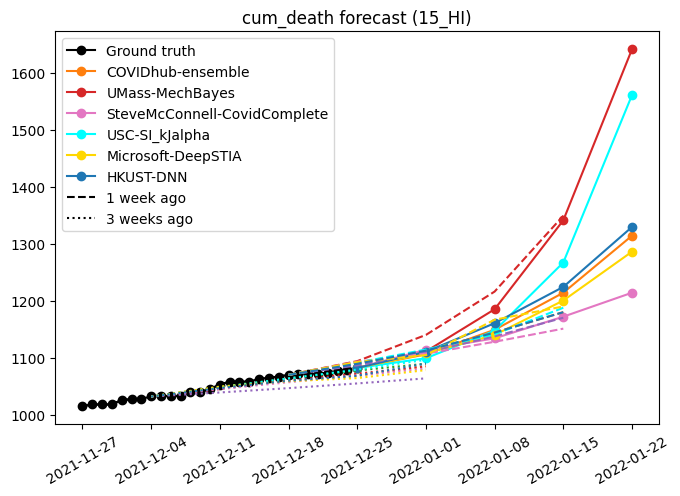 cum_death forecast (15_HI)
Ground truth
COVIDhub-ensemble
UMass-MechBayes
SteveMcConnell-CovidComplete
USC-SI_kJalpha
Microsoft-DeepSTIA
HKUST-DNN
1 week ago
3 weeks ago
1600
1500
1400
1300
1200
1100
1000
2021-11-27
2021-12-04
2021-12-11
2021-12-18
2021-12-25
2022-01-01
2022-01-08
2022-01-15
2022-01-22